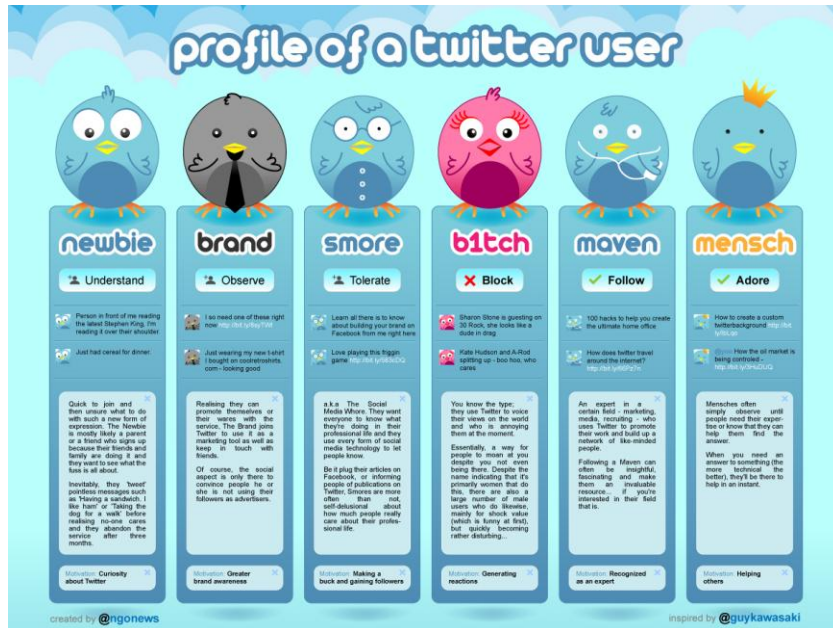 profile of a twitter user
newbie
Understand
Person in front of me reading
the latest Stephen King, I'm
reading it over their shoulder
Just had cereal for dinner.
Quick to join and
then unsure what to
do with such a new form of
expression. The Newbie
is mostly likely a parent
or a friend who signs up
because their friends and
family are doing it and
they want to see what the
fuss is all about.
Inevitably, they 'tweet'
pointless messages such
as 'Having a sandwich. I
like ham' or 'Taking the
dog for a walk' before
realising no-one cares
and they abandon the
service after three
months.
Motivation: Curiosity
about Twitter
brand
Observe
I so need one of these right
now
Just wearing my new t-shirt
I bought on
- looking good
Realising they can
promote themselves or
their wares with the
service, The Brand joins
Twitter to use it as a
marketing tool as well as
keep in touch with
friends.
Of course, the social
aspect is only there to
convince people he or
she is not using their
followers as advertisers.
Motivation: Greater
brand awareness
smore
Tolerate
Learn all there is to know
about building your brand on
Facebook from me right here
Love playing this friggin
game
a.k.a The Social
Media Whore. They want
everyone to know what
they're doing in their
professional life and they
use every form of social
media technology to let
people know.
Be it plug their articles on
Facebook, or informing
people of publications on
Twitter, Smores are more
often than not,
self-delusional about
how much people really
care about their profes-
sional life.
Motivation: Making a
buck and gaining followers
b1tch
Block
Sharon Stone is guesting on
30 Rock, she looks like a
dude in drag
Kate Hudson and A-Rod
splitting up - boo hoo, who
cares
You know the type;
they use Twitter to voice
their views on the world
and who is annoying
them at the moment.
Essentially, a way for
people to moan at you
despite you not even
being there. Despite the
name indicating that it's
primarily women that do
this, there are also a
large number of male
users who do likewise,
mainly for shock value
(which is funny at first),
but quickly becoming
rather disturbing...
Motivation: Generating
reactions
maven
Follow
100 hacks to help you create
the ultimate home office.
How does twitter travel
around the internet?
An expert in a
certain field - marketing,
media, recruiting - who
uses Twitter to promote
their work and build up a
network of like-minded
people.
Following a Maven can
often be insightful,
fascinating and make
them an invaluable
resource... if you're
interested in their field
that is.
Motivation: Recognized
as an expert
mensch
Adore
How to create a custom
twitterbackground
How the oil market is
being controled -
Mensches often
simply observe until
people need their exper-
tise or know that they can
help them find the
answer.
When you need an
answer to something (the
more technical the
better), they'll be there to
help in an instant.
Motivation: Helping
others
created by @ngonews
inspired by @guykawasaki